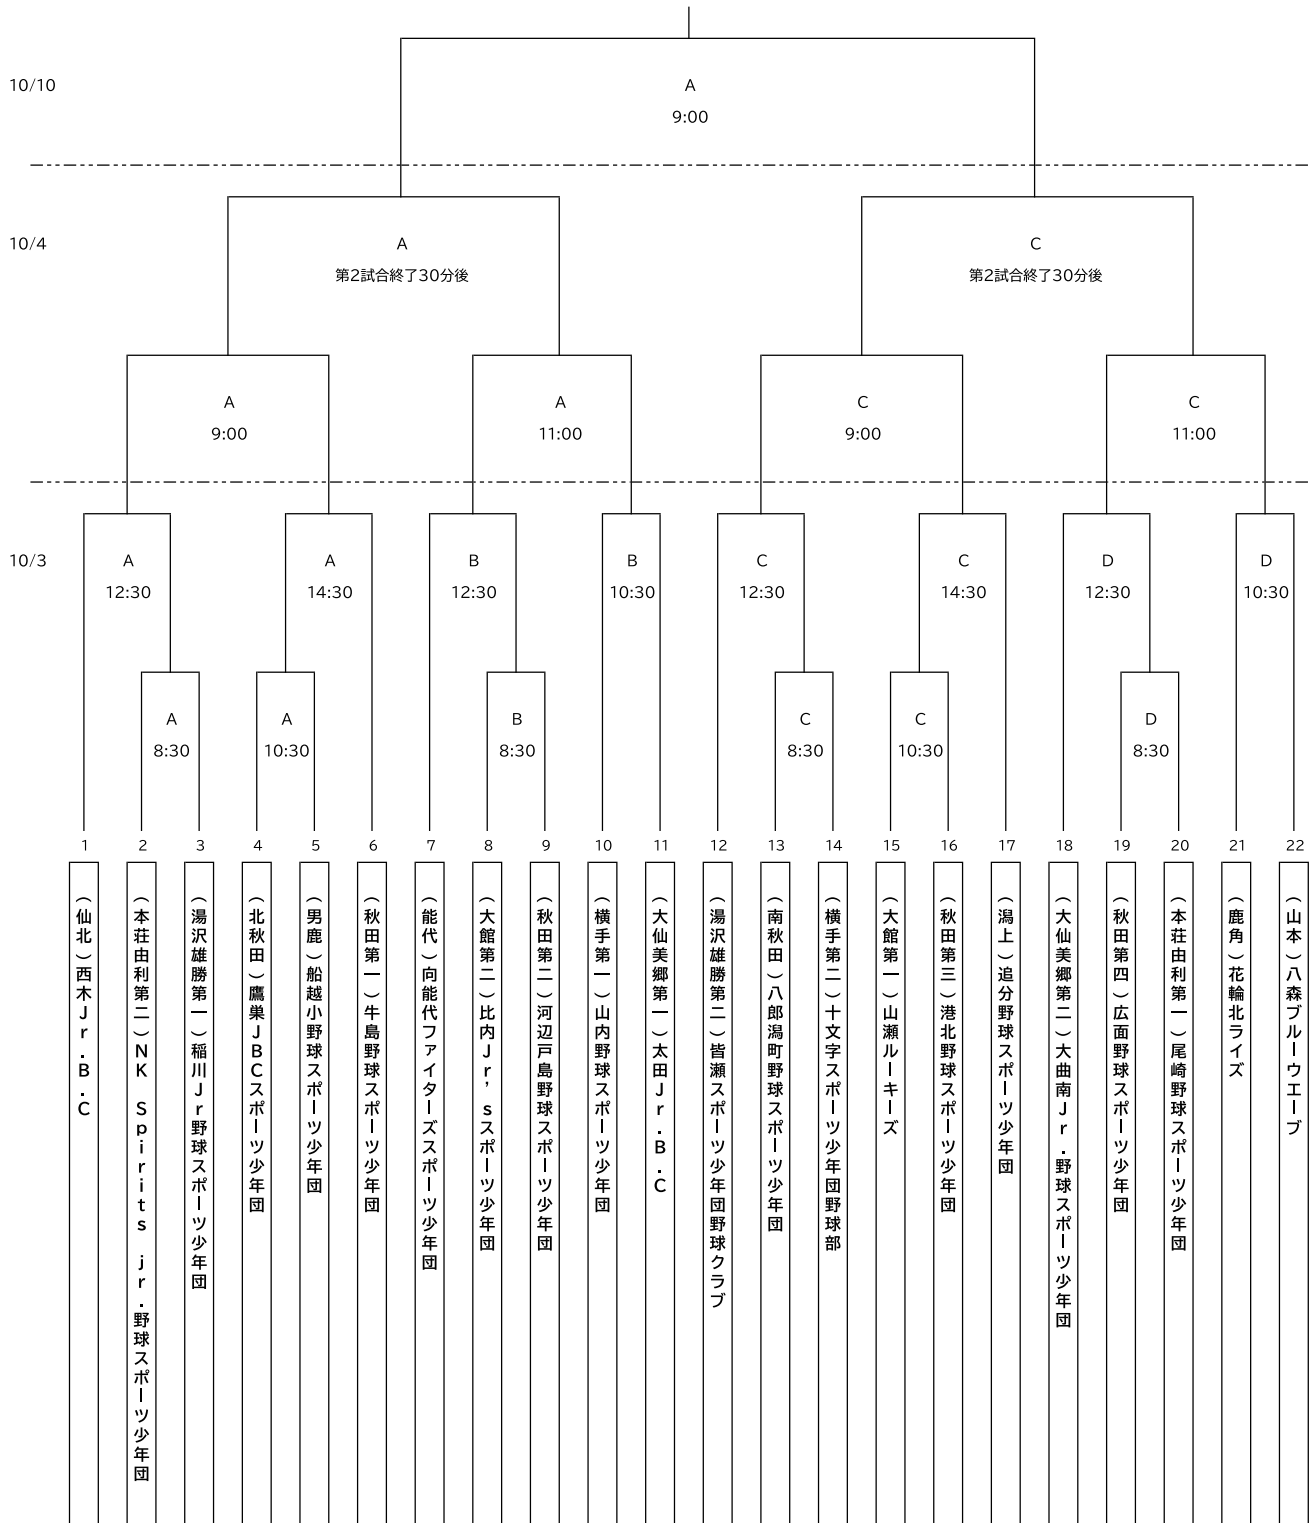 10/10
A
9:00
10/4
A
第2試合終了30分後
C
第2試合終了30分後
A
9:00
A
11:00
C
9:00
C
11:00
10/3
A
12:30
A
14:30
B
12:30
B
10:30
C
12:30
C
14:30
D
12:30
D
10:30
A
8:30
A
10:30
B
8:30
C
8:30
C
10:30
D
8:30
1
2
3
4
5
6
7
8
9
10
11
12
13
14
15
16
17
18
19
20
21
22
(仙北)西木Jr.B.C
(本荘由利第二)NK Spirits jr.野球スポーツ少年団
(湯沢雄勝第一)稲川Jr野球スポーツ少年団
(北秋田)鷹巣JBCスポーツ少年団
(男鹿)船越小野球スポーツ少年団
(秋田第一)牛島野球スポーツ少年団
(能代)向能代ファイターズスポーツ少年団
(大館第二)比内Jr'sスポーツ少年団
(秋田第二)河辺戸島野球スポーツ少年団
(横手第一)山内野球スポーツ少年団
(大仙美郷第一)太田Jr.B.C
(湯沢雄勝第二)皆瀬スポーツ少年団野球クラブ
(南秋田)八郎潟町野球スポーツ少年団
(横手第二)十文字スポーツ少年団野球部
(大館第一)山瀬ルーキーズ
(秋田第三)港北野球スポーツ少年団
(潟上)追分野球スポーツ少年団
(大仙美郷第二)大曲南Jr.野球スポーツ少年団
(秋田第四)広面野球スポーツ少年団
(本荘由利第一)尾崎野球スポーツ少年団
(鹿角)花輪北ライズ
(山本)八森ブルーウエーブ